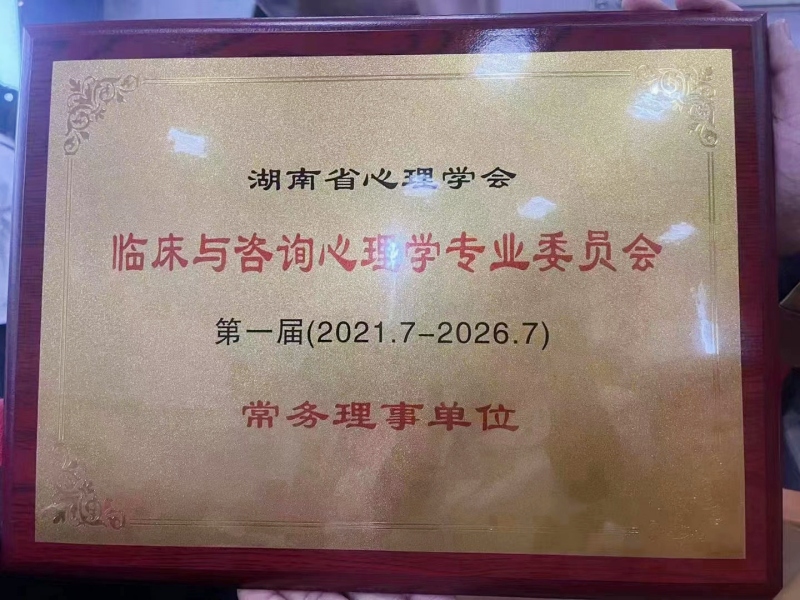 湖南省心理学会
临床与咨询心理学专业委员会
第一届(2021.7-2026.7)
常务理事单位